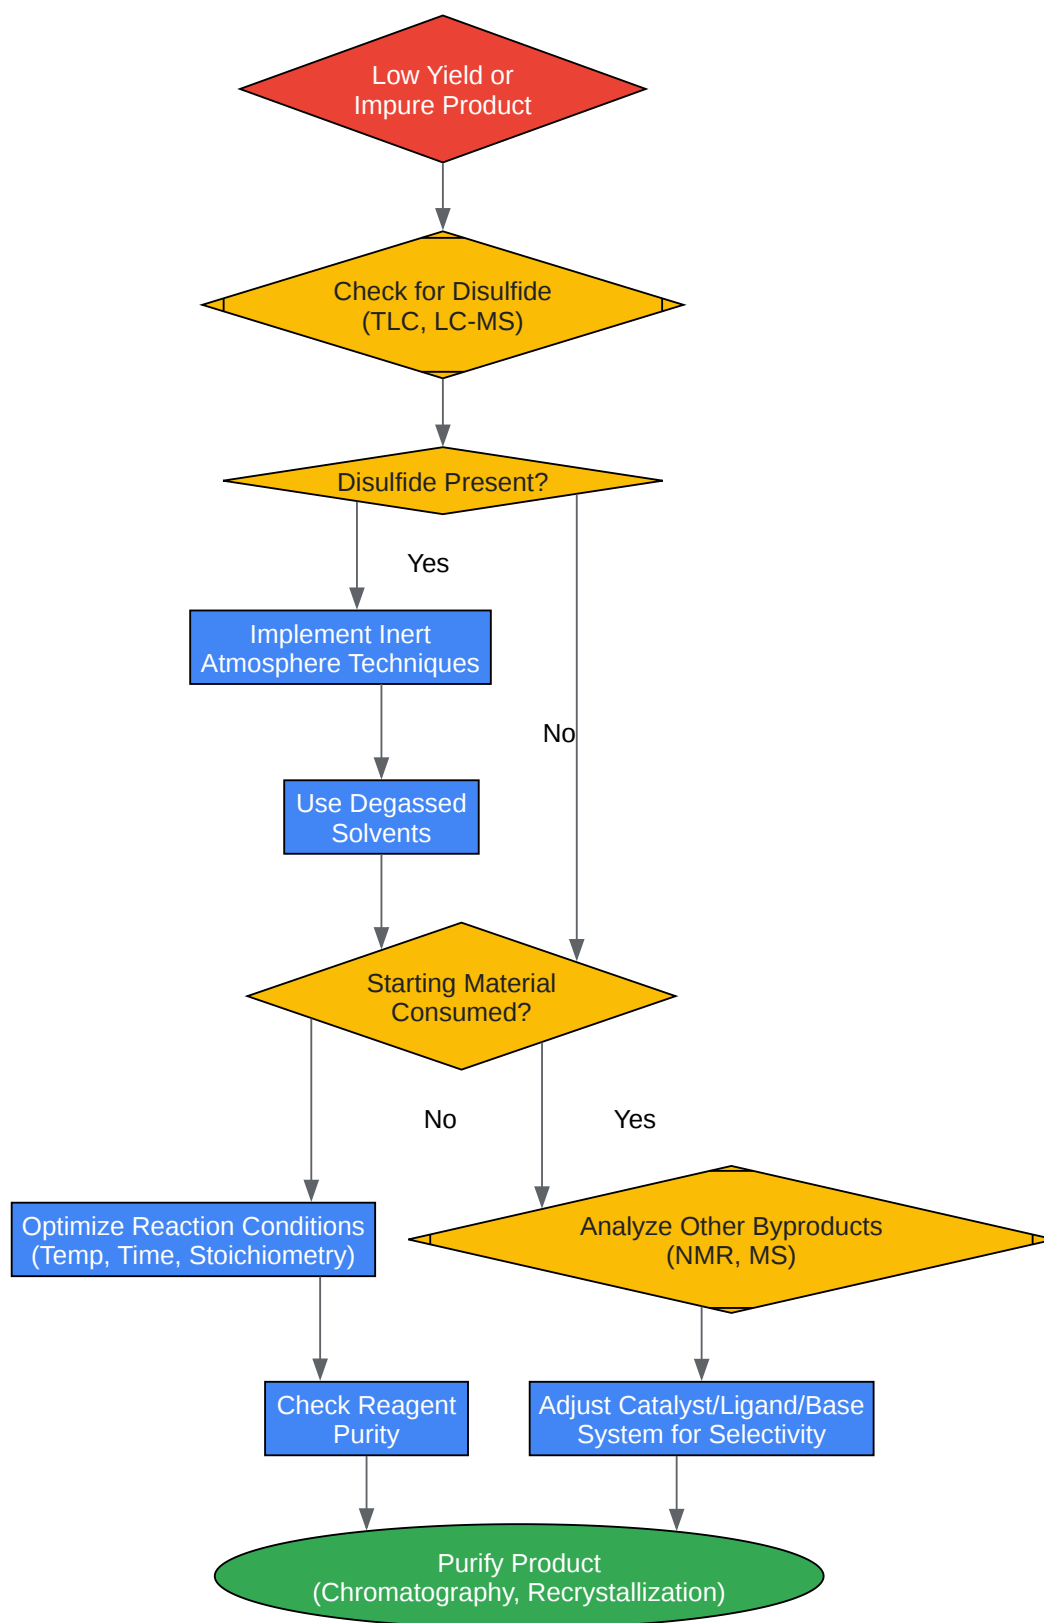 Low Yield or
Impure Product
Check for Disulfide
(TLC, LC-MS)
Disulfide Present?
Yes
Implement Inert
Atmosphere Techniques
No
Use Degassed
Solvents
Starting Material
Consumed?
No
Yes
Optimize Reaction Conditions
(Temp, Time, Stoichiometry)
Analyze Other Byproducts
(NMR, MS)
Check Reagent
Purity
Adjust Catalyst/Ligand/Base
System for Selectivity
Purify Product
(Chromatography, Recrystallization)